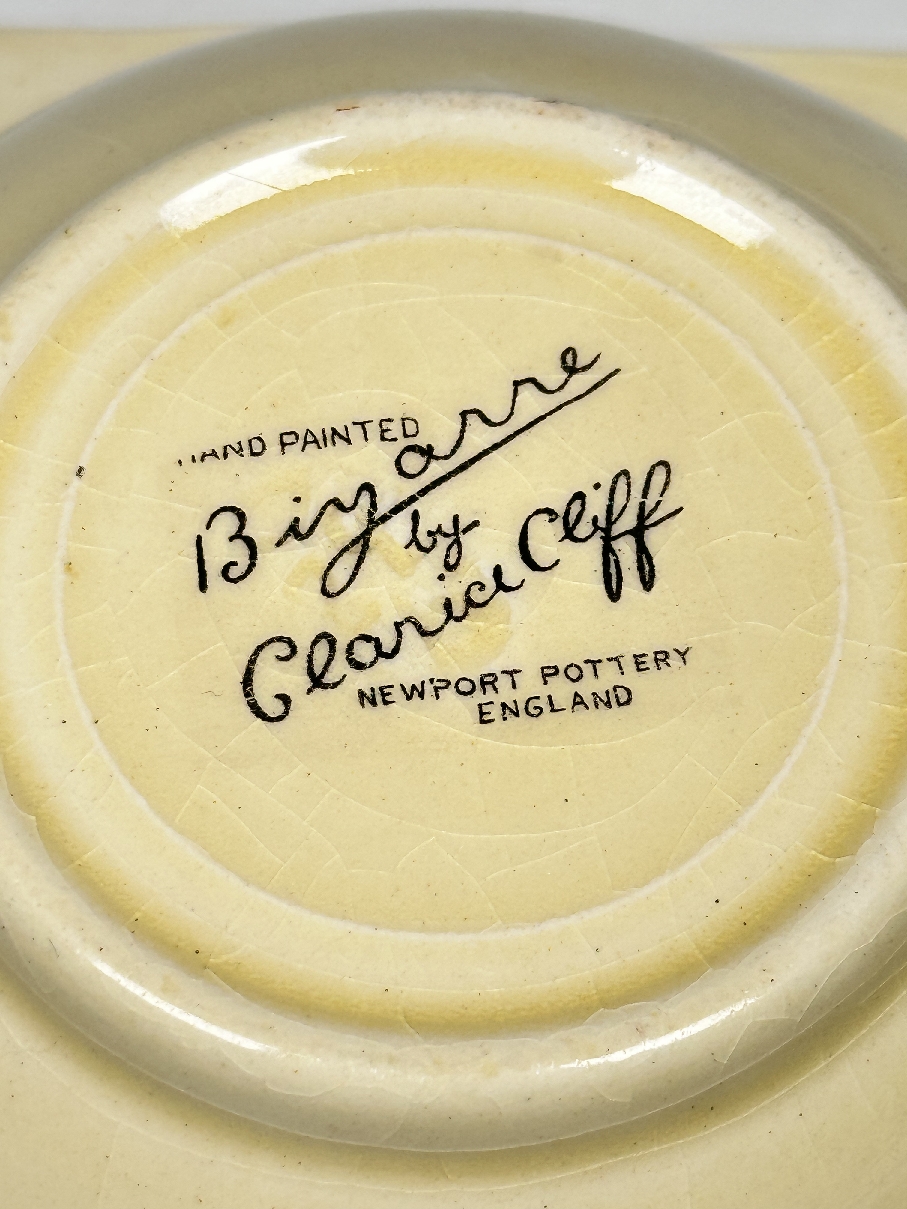 HAND PAINTED
Bizarre
by
Clarice Cliff
NEWPORT POTTERY
ENGLAND